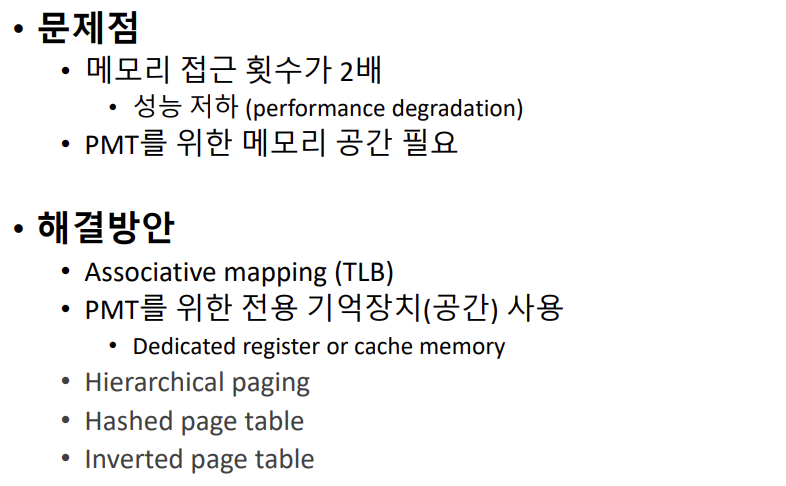 • 문제점
• 메모리 접근 횟수가 2배
• 성능 저하 (performance degradation)
• PMT를 위한 메모리 공간 필요
• 해결방안
• Associative mapping (TLB)
• PMT를 위한 전용 기억장치(공간) 사용
• Dedicated register or cache memory
• Hierarchical paging
• Hashed page table
• Inverted page table